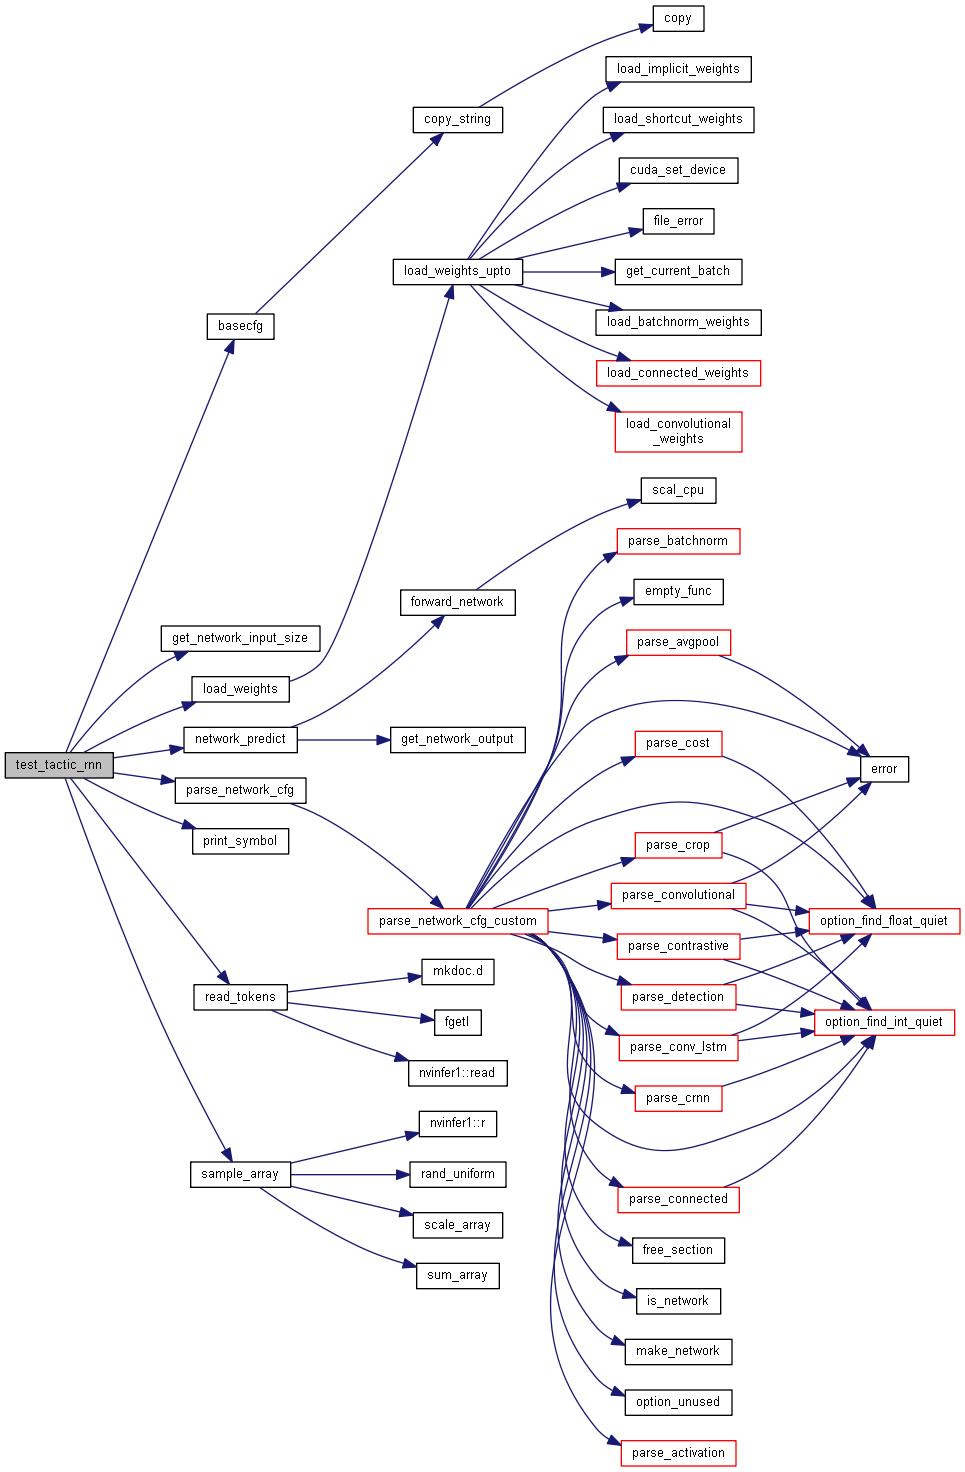 copy
load_implicit_weights
copy_string
load_shortcut_weights
cuda_set_device
file_error
load_weights_upto
get_current_batch
basecfg
load_batchnorm_weights
load_connected_weights
load_convolutional
_weights
scal_cpu
parse_batchnorm
empty_func
forward_network
get_network_input_size
parse_avgpool
load_weights
network_predict
get_network_output
parse_cost
test_tactic_rnn
error
parse_network_cfg
print_symbol
parse_crop
parse_convolutional
parse_network_cfg_custom
option_find_float_quiet
parse_contrastive
mkdoc.d
read_tokens
parse_detection
fgetl
option_find_int_quiet
parse_conv_lstm
nvinfer1::read
parse_crnn
nvinfer1::r
sample_array
rand_uniform
parse_connected
scale_array
free_section
sum_array
is_network
make_network
option_unused
parse_activation